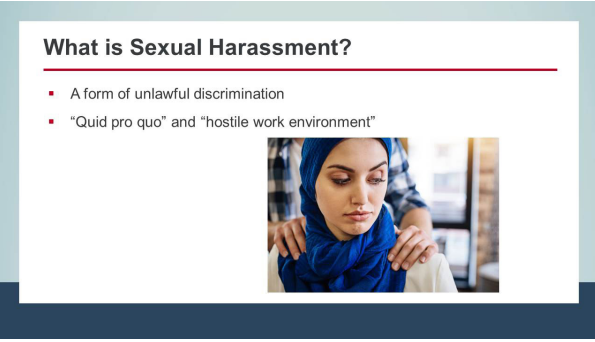 What is Sexual Harassment?
▪ A form of unlawful discrimination
▪ “Quid pro quo” and “hostile work environment”